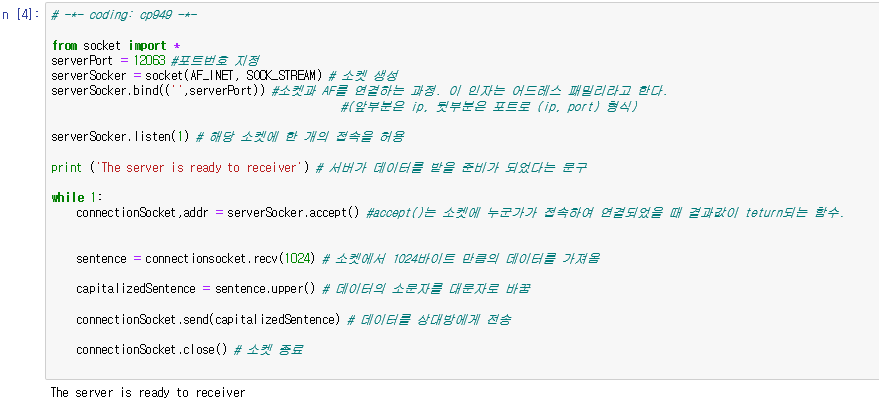 n [4]: # -*- coding: cp949 -*-
from socket import *
serverPort = 12063 #포트번호 지정
serverSocker = socket(AF_INET, SOCK_STREAM) # 소켓 생성
serverSocker.bind(('',serverPort)) #소켓과 AF를 연결하는 과정. 이 인자는 어드레스 패밀리라고 한다.
#(앞부분은 ip, 뒷부분은 포트로 (ip, port) 형식)
serverSocker.listen(1) # 해당 소켓에 한 개의 접속을 허용
print ('The server is ready to receiver') # 서버가 데이터를 받을 준비가 되었다는 문구
while 1:
connectionSocket,addr = serverSocker.accept() #accept()는 소켓에 누군가가 접속하여 연결되었을 때 결과값이 teturn되는 함수.
sentence = connectionsocket.recv(1024) # 소켓에서 1024바이트 만큼의 데이터를 가져옴
capitalizedSentence = sentence.upper() # 데이터의 소문자를 대문자로 바꿈
connectionSocket.send(capitalizedSentence) # 데이터를 상대방에게 전송
connectionSocket.close() # 소켓 종료
The server is ready to receiver